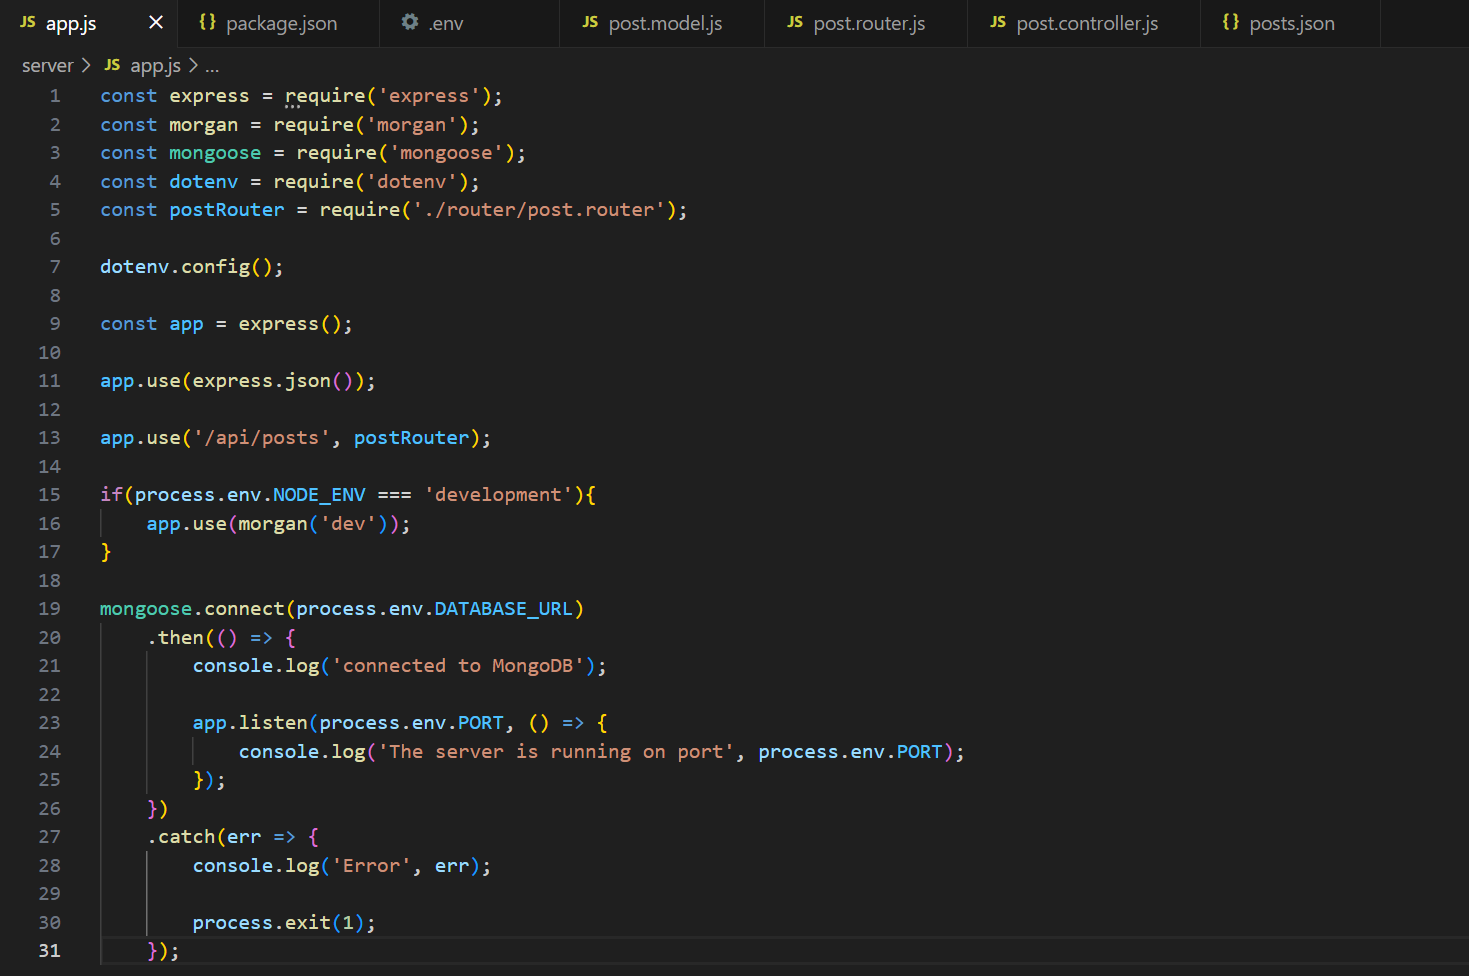 JS app.js × {} package.json .env JS post.model.js JS post.router.js JS post.controller.js {} posts.json
server > JS app.js > ...
1 const express = require('express');
2 const morgan = require('morgan');
3 const mongoose = require('mongoose');
4 const dotenv = require('dotenv');
5 const postRouter = require('./router/post.router');
6
7 dotenv.config();
8
9 const app = express();
10
11 app.use(express.json());
12
13 app.use('/api/posts', postRouter);
14
15 if(process.env.NODE_ENV === 'development'){
16     app.use(morgan('dev'));
17 }
18
19 mongoose.connect(process.env.DATABASE_URL)
20     .then(() => {
21         console.log('connected to MongoDB');
22
23         app.listen(process.env.PORT, () => {
24             console.log('The server is running on port', process.env.PORT);
25         });
26     })
27     .catch(err => {
28         console.log('Error', err);
29
30         process.exit(1);
31     });